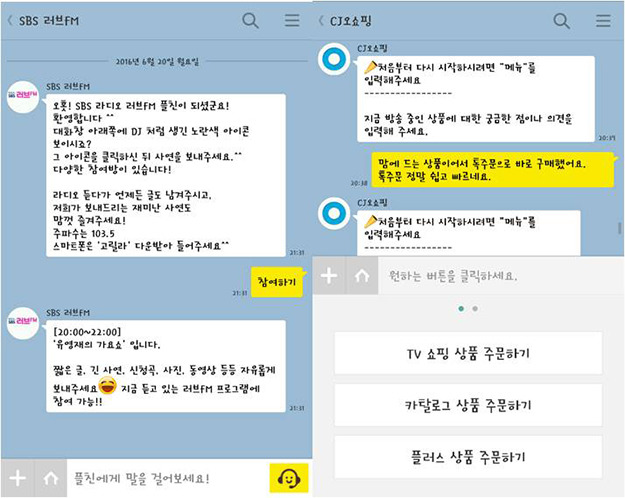 SBS 러브FM
2016년 6월 20일 월요일
SBS 러브FM
러브FM
오홋! SBS 라디오 러브FM 플친이 되셨군요!
환영합니다 ^^
대화창 아래쪽에 DJ 처럼 생긴 노란색 아이콘
보이시죠?
그 아이콘을 클릭하신 뒤 사연을 보내주세요.^^
다양한 참여방이 있습니다!
라디오 듣다가 언제든 글도 남겨주시고,
저희가 보내드리는 재미난 사연도
맘껏 즐겨주세요!
주파수는 103.5
스마트폰은 '고릴라' 다운받아 들어주세요^^
21:31
참여하기
21:31
SBS 러브FM
러브FM
[20:00~22:00]
'유영재의 가요쇼' 입니다.
짧은 글, 긴 사연, 신청곡, 사진, 동영상 등등 자유롭게
보내주세요 지금 듣고 있는 러브FM 프로그램에
참여 가능!!
21:31
플친에게 말을 걸어보세요!
CJ오쇼핑
CJ오쇼핑
처음부터 다시 시작하시려면 "메뉴"를
입력해주세요
-----------------
지금 방송 중인 상품에 대한 궁금한 점이나 의견을
입력해 주세요.
20:37
맘에 드는 상품이어서 톡주문으로 바로 구매했어요.
톡주문 정말 쉽고 빠르네요.
20:38
CJ오쇼핑
처음부터 다시 시작하시려면 "메뉴"를
입력해주세요
-----------------
원하는 버튼을 클릭하세요.
TV 쇼핑 상품 주문하기
카탈로그 상품 주문하기
플러스 상품 주문하기